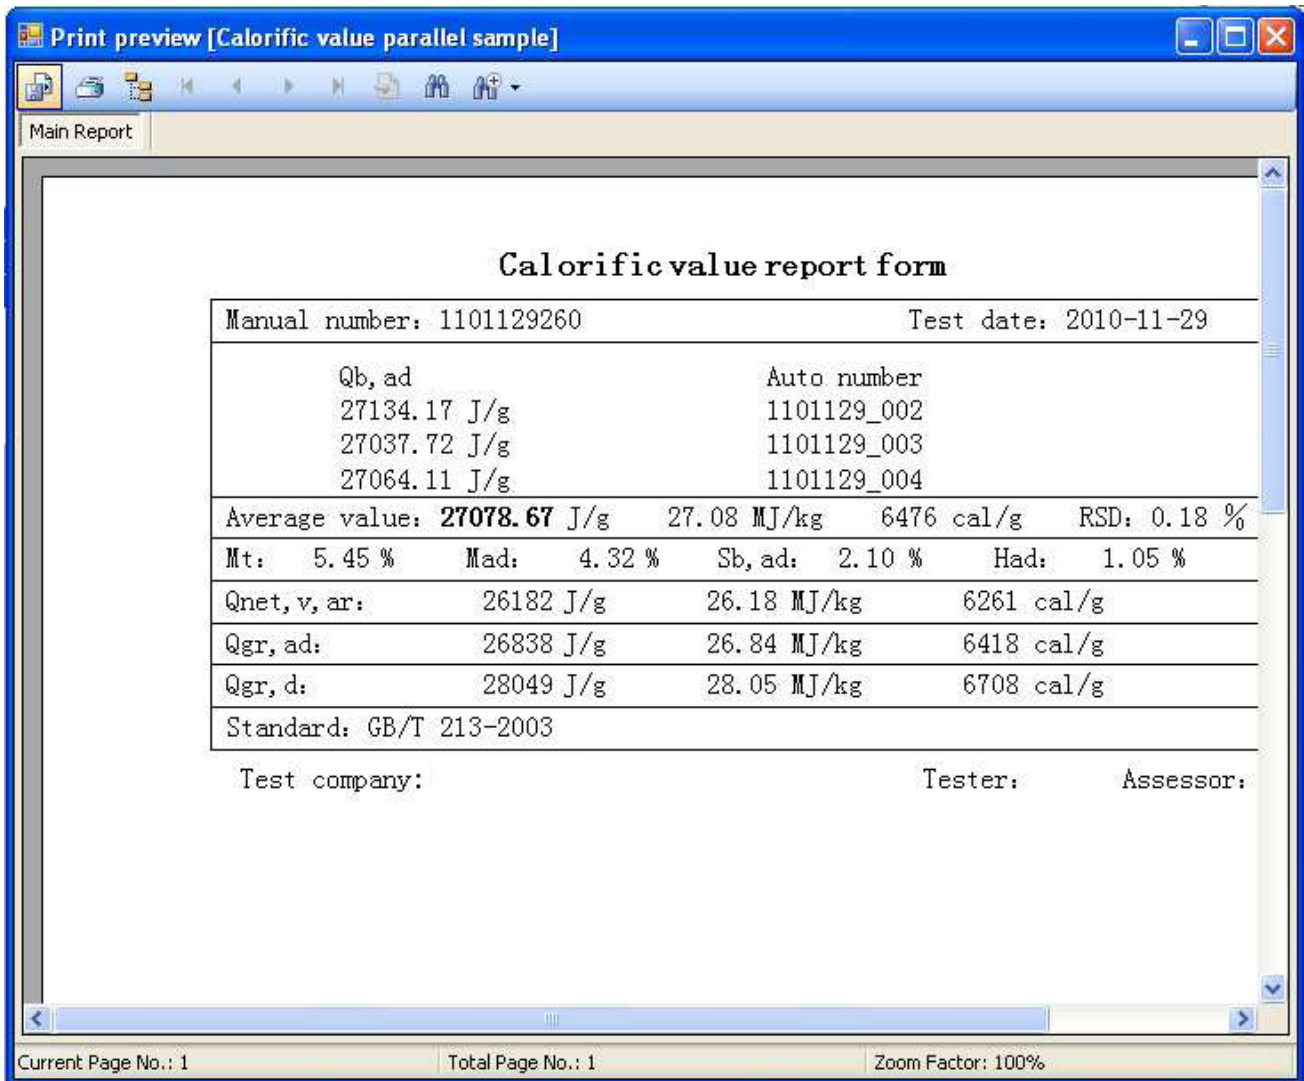 Print preview [Calorific value parallel sample]
Main Report
Calorific value report form
Manual number: 1101129260 Test date: 2010-11-29
Qb,ad Auto number
27134.17 J/g 1101129_002
27037.72 J/g 1101129_003
27064.11 J/g 1101129_004
Average value: 27078.67 J/g 27.08 MJ/kg 6476 cal/g RSD: 0.18 %
Mt: 5.45 % Mad: 4.32 % Sb,ad: 2.10 % Had: 1.05 %
Qnet,v,ar: 26182 J/g 26.18 MJ/kg 6261 cal/g
Qgr,ad: 26838 J/g 26.84 MJ/kg 6418 cal/g
Qgr,d: 28049 J/g 28.05 MJ/kg 6708 cal/g
Standard: GB/T 213-2003
Test company: Tester: Assessor:
Current Page No.: 1 Total Page No.: 1 Zoom Factor: 100%